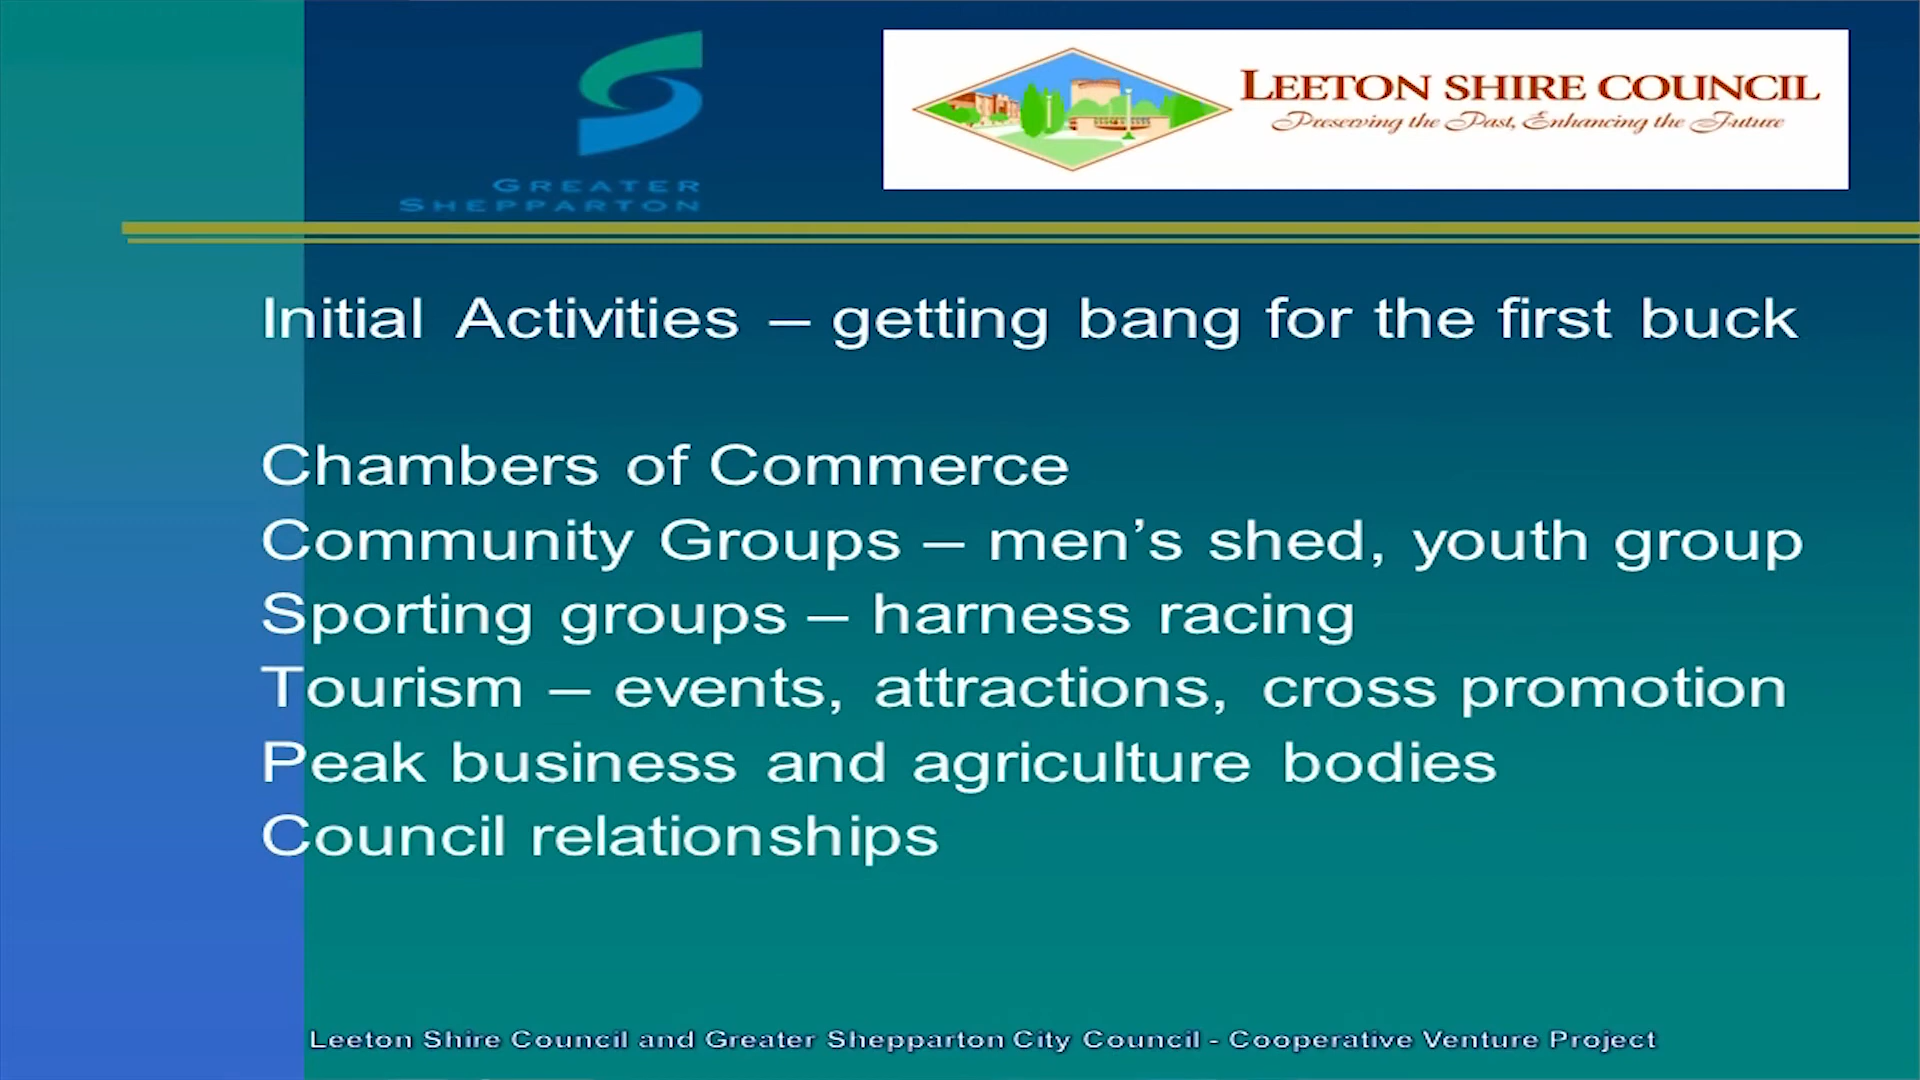 GREATER
SHEPPARTON
LEETON SHIRE COUNCIL
Preserving the Past, Enhancing the Future
Initial Activities – getting bang for the first buck
Chambers of Commerce
Community Groups – men’s shed, youth group
Sporting groups – harness racing
Tourism – events, attractions, cross promotion
Peak business and agriculture bodies
Council relationships
Leeton Shire Council and Greater Shepparton City Council - Cooperative Venture Project